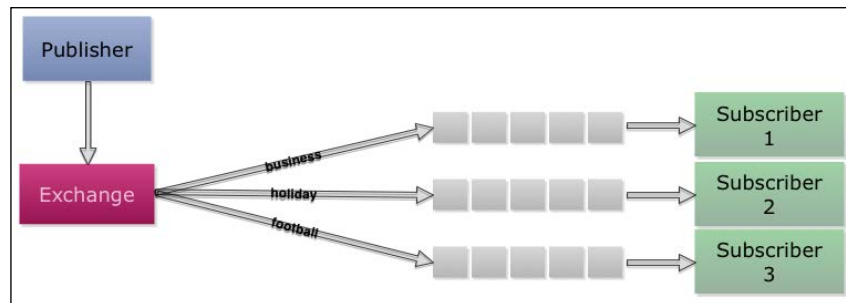 Publisher
Exchange
business
holiday
football
Subscriber
1
Subscriber
2
Subscriber
3